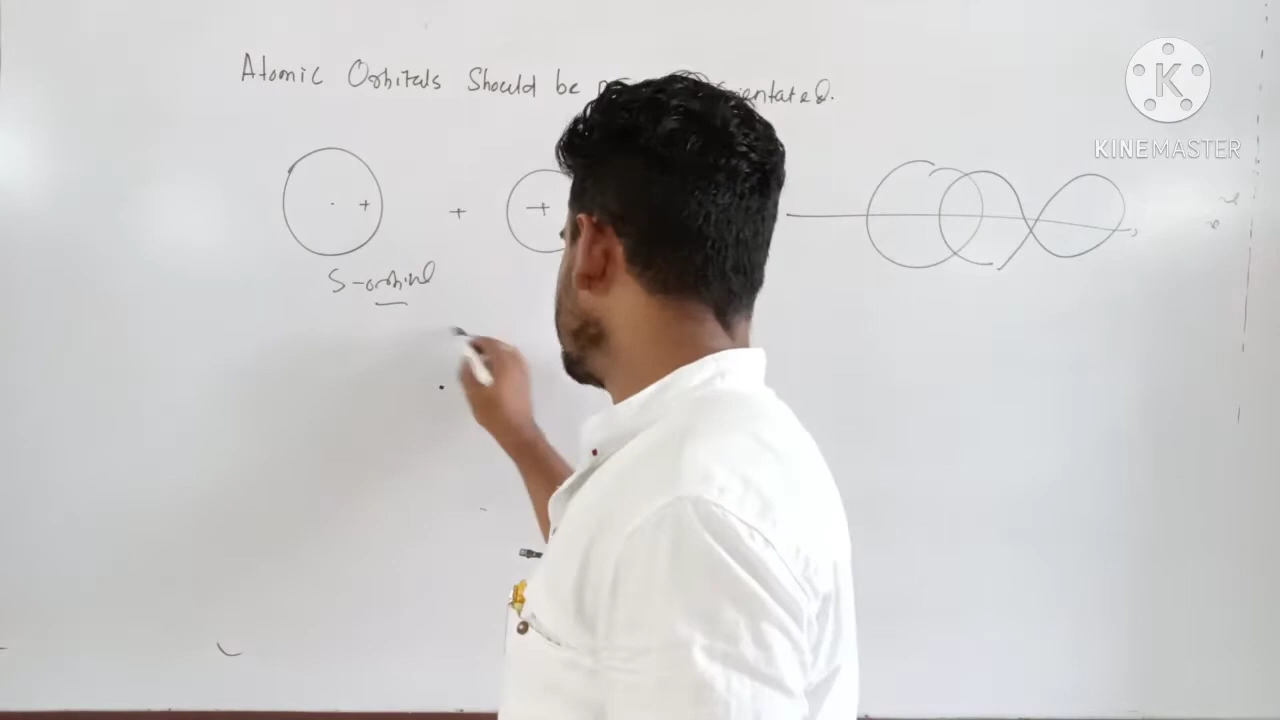 Atomic Orbitals Should be orientated.
K
KINEMASTER
+ + +
S-orbital